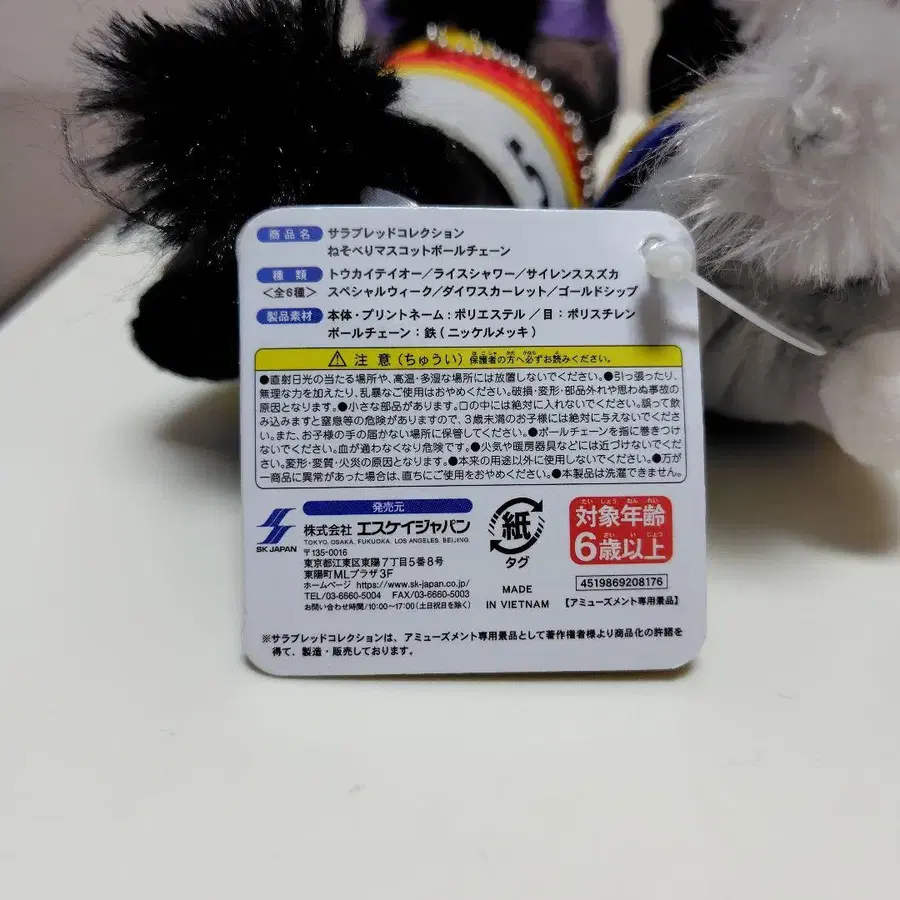 商品名 サラブレッドコレクション
ねそべりマスコットボールチェーン
種類 トウカイテイオー／ライスシャワー／サイレンススズカ
<全6種> スペシャルウィーク／ダイワスカーレット／ゴールドシップ
製品素材 本体・プリントネーム：ポリエステル ／目：ポリスチレン
ボールチェーン：鉄(ニッケルメッキ)
注意(ちゅうい) 保護者の方へ必ずお読みください。
●直射日光の当たる場所や、高温・多湿な場所には放置しないでください。●引っ張ったり、
無理な力を加えたり、乱暴なご使用はおやめください。破損・変形・部品外れや思わぬ事故の
原因となります。●小さな部品があります。口の中には絶対に入れないでください。誤って飲
み込みますと窒息等の危険がありますので、3歳未満のお子様には絶対に与えないでくださ
い。また、お子様の手の届かない場所に保管してください。●ボールチェーンを指に巻きつけ
ないでください。血が通わなくなり危険です。●火気や暖房器具などには近づけないでくださ
い。変形・変質・火災の原因となります。●本来の用途以外に使用しないでください。●万が
一商品に異常があった場合は、直ちにご使用をおやめください。●本製品は洗濯できません。
発売元
SK JAPAN
株式会社 エスケイジャパン
TOKYO. OSAKA. FUKUOKA. LOS ANGELES. BEIJING
〒135-0016
東京都江東区東陽7丁目5番8号
東陽町MLプラザ3F
ホームページ https://www.sk-japan.co.jp/
TEL/03-6660-5004 FAX/03-6660-5003
お問い合わせ時間/10:00〜17:00(土日祝日を除く)
紙
タグ
MADE
IN VIETNAM
たい しょう ねん れい
対象年齢
さい い じょう
6歳以上
4519869208176
【アミューズメント専用景品】
※サラブレッドコレクションは、アミューズメント専用景品として著作権者様より商品化の許諾を
得て、製造・販売しております。